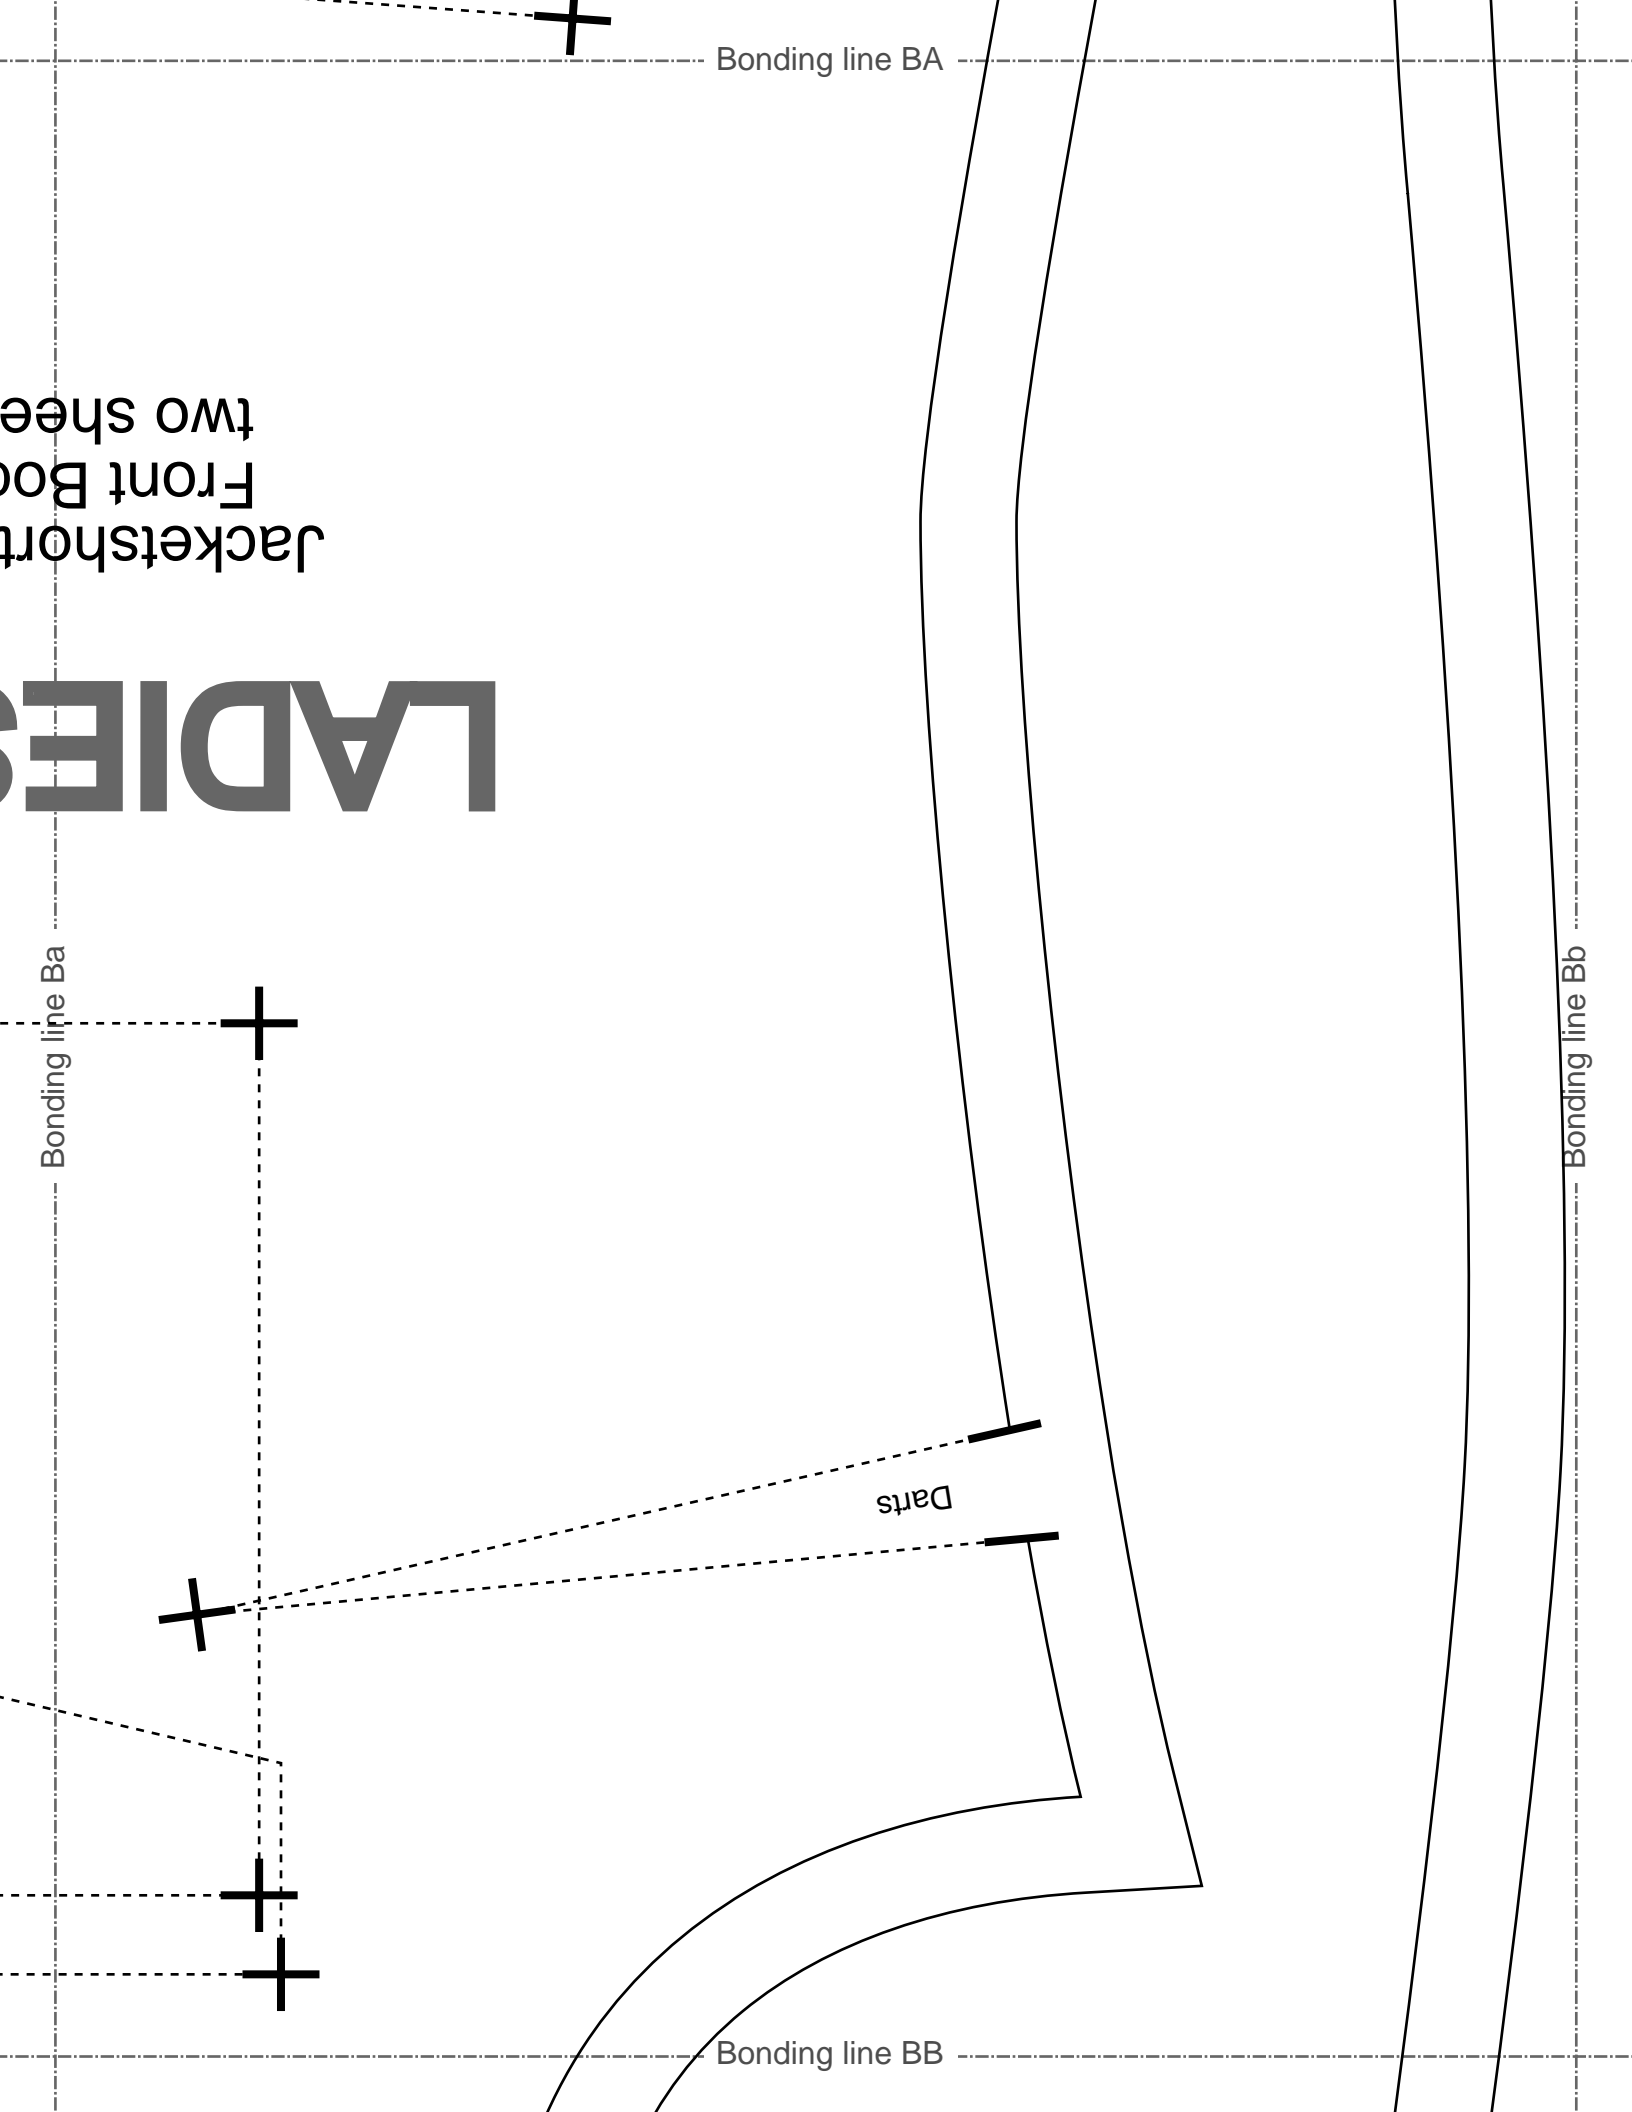 Bonding line BA
LADIES
Jacketshort
Front Boo
two shee
Bonding line Ba
Bonding line Bb
Darts
Bonding line BB